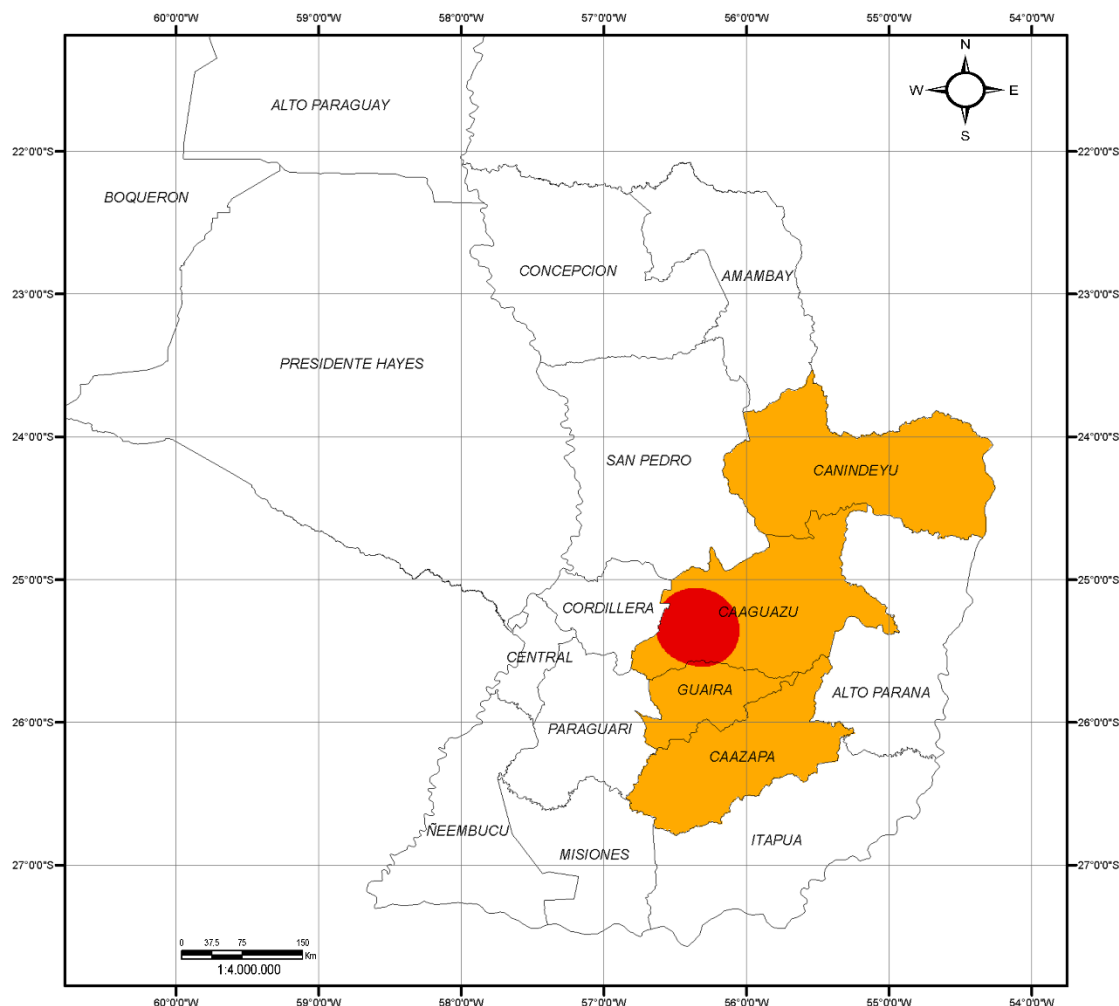 60°0'0"W 59°0'0"W 58°0'0"W 57°0'0"W 56°0'0"W 55°0'0"W 54°0'0"W
N
W E
S
ALTO PARAGUAY
22°0'0"S 22°0'0"S
BOQUERON
CONCEPCION
AMAMBAY
23°0'0"S 23°0'0"S
PRESIDENTE HAYES
24°0'0"S 24°0'0"S
SAN PEDRO
CANINDEYU
25°0'0"S 25°0'0"S
CORDILLERA
CAAGUAZU
CENTRAL
GUAIRA
ALTO PARANA
26°0'0"S 26°0'0"S
PARAGUARI
CAAZAPA
ÑEEMBUCU
ITAPUA
MISIONES
27°0'0"S 27°0'0"S
0 37,5 75 150
Km
1:4.000.000
60°0'0"W 59°0'0"W 58°0'0"W 57°0'0"W 56°0'0"W 55°0'0"W 54°0'0"W